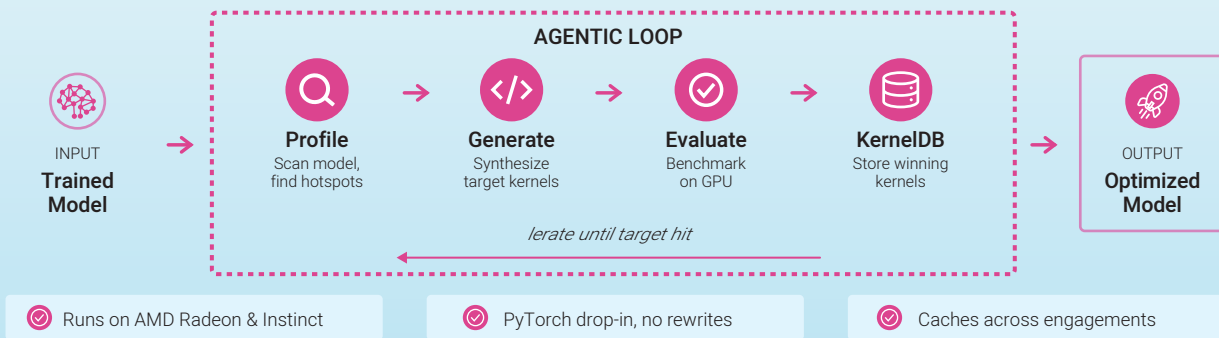 AGENTIC LOOP
INPUT
Trained
Model
Profile
Scan model,
find hotspots
Generate
Synthesize
target kernels
Evaluate
Benchmark
on GPU
KernelDB
Store winning
kernels
OUTPUT
Optimized
Model
lerate until target hit
Runs on AMD Radeon & Instinct
PyTorch drop-in, no rewrites
Caches across engagements